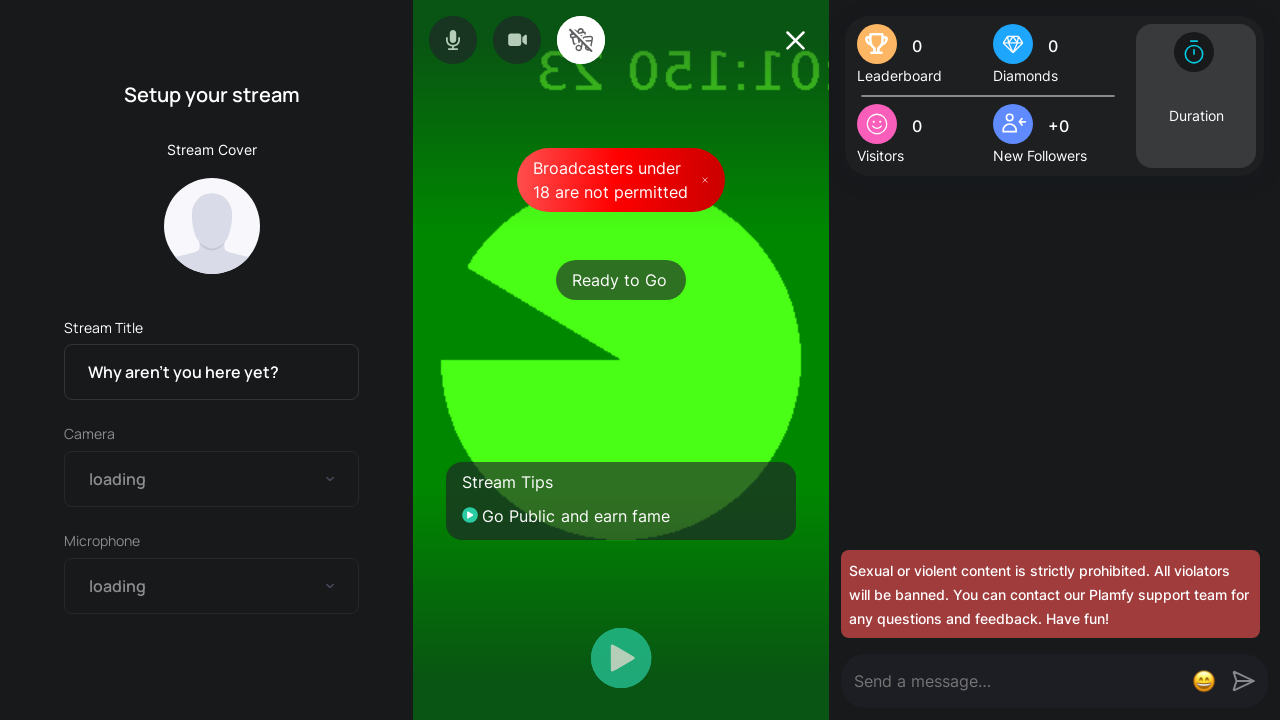 Setup your stream
Stream Cover
Stream Title
Why aren't you here yet?
Camera
loading
Microphone
loading
Broadcasters under
18 are not permitted
Ready to Go
Stream Tips
Go Public and earn fame
0
Leaderboard
0
Diamonds
0
Visitors
+0
New Followers
Duration
Sexual or violent content is strictly prohibited. All violators
will be banned. You can contact our Plamfy support team for
any questions and feedback. Have fun!
Send a message...
😄